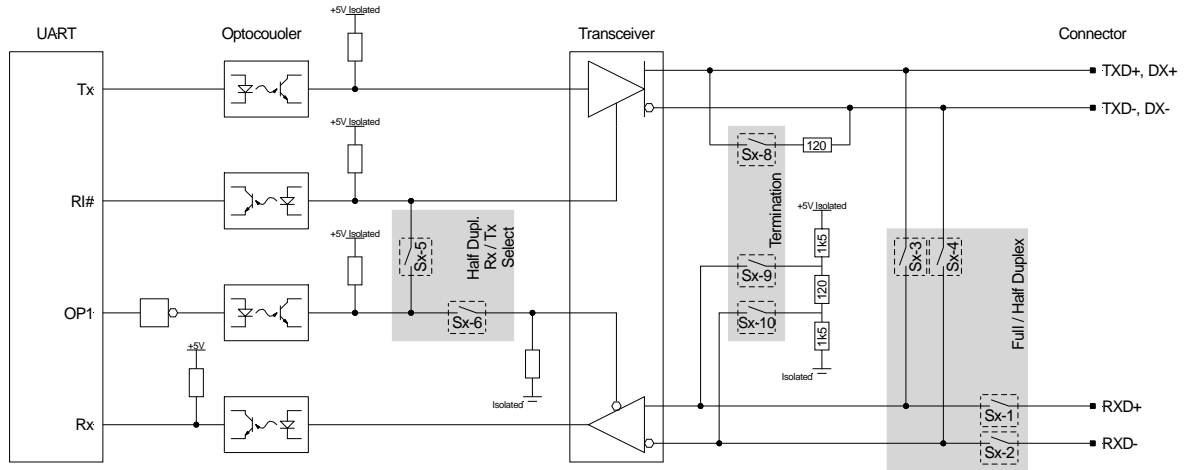 +5V Isolated
UART
Optocouoler
Transceiver
Connector
Tx
TXD+, DX+
TXD-, DX-
+5V Isolated
Sx-8
120
RI#
+5V Isolated
Termination
1k5
+5V Isolated
Half Dupl.
Rx / Tx
Select
Sx-5
Sx-3
Sx-4
Sx-9
120
Full / Half Duplex
OP1
Sx-6
Sx-10
1k5
+5V
Isolated
Isolated
Sx-1
RXD+
Rx
Sx-2
RXD-